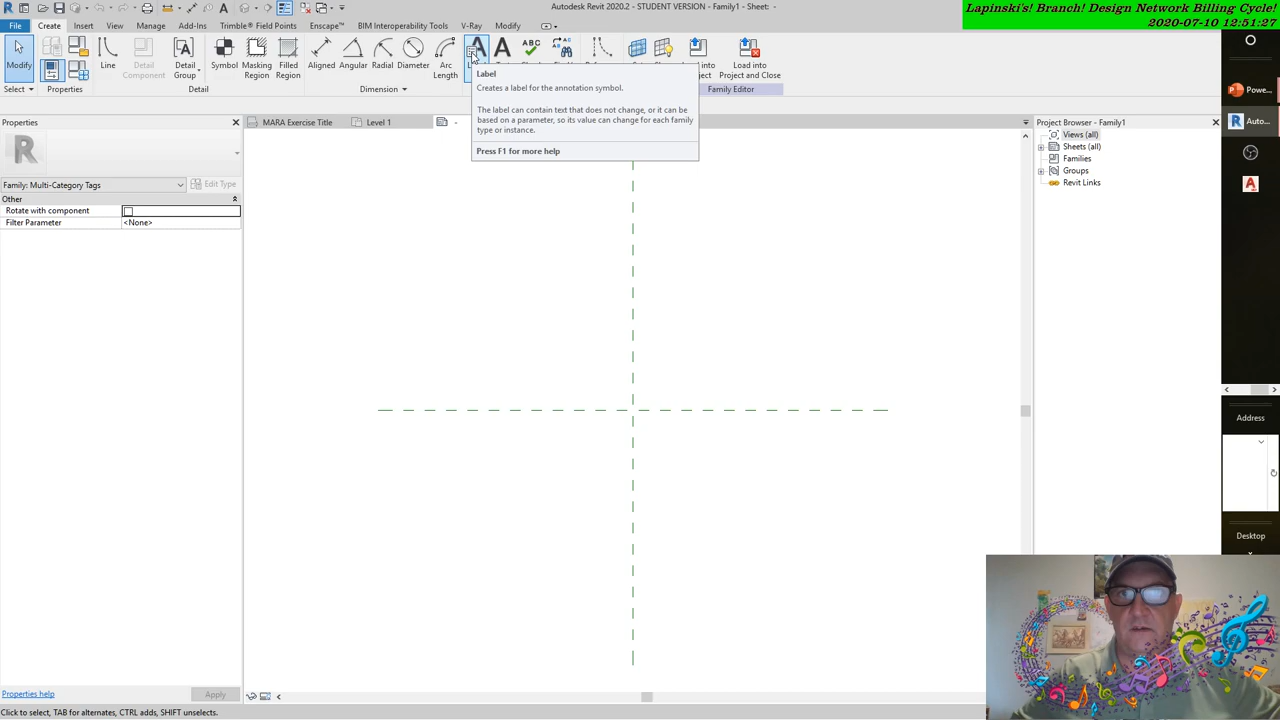 Autodesk Revit 2020.2 - STUDENT VERSION - Family1 - Sheet:
Lapinski's! Branch! Design Network Billing Cycle!
2020-07-10 12:51:27
File Create Insert View Manage Add-Ins Trimble® Field Points Enscape™ BIM Interoperability Tools V-Ray Modify
Modify Line Detail Component Detail Group Symbol Masking Region Filled Region Aligned Angular Radial Diameter Arc Length
Load into Project and Close
Select Properties Detail Dimension Family Editor
Label
Creates a label for the annotation symbol.
The label can contain text that does not change, or it can be
based on a parameter, so its value can change for each family
type or instance.
Press F1 for more help
Properties
MARA Exercise Title Level 1
Family: Multi-Category Tags Edit Type
Other
Rotate with component
Filter Parameter <None>
Project Browser - Family1
Views (all)
Sheets (all)
Families
Groups
Revit Links
Powe...
Auto...
Address
Desktop
Properties help Apply
Click to select, TAB for alternates, CTRL adds, SHIFT unselects.